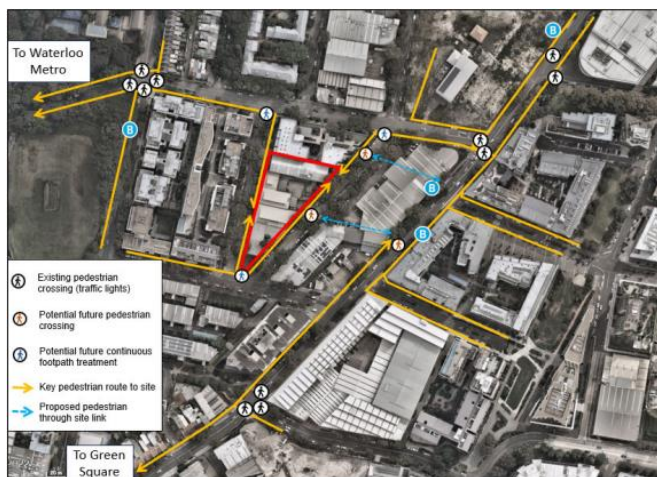 To Waterloo
Metro
B
B
B
B
B
Existing pedestrian
crossing (traffic lights)
Potential future pedestrian
crossing
Potential future continuous
footpath treatment
Key pedestrian route to site
Proposed pedestrian
through site link
To Green
Square